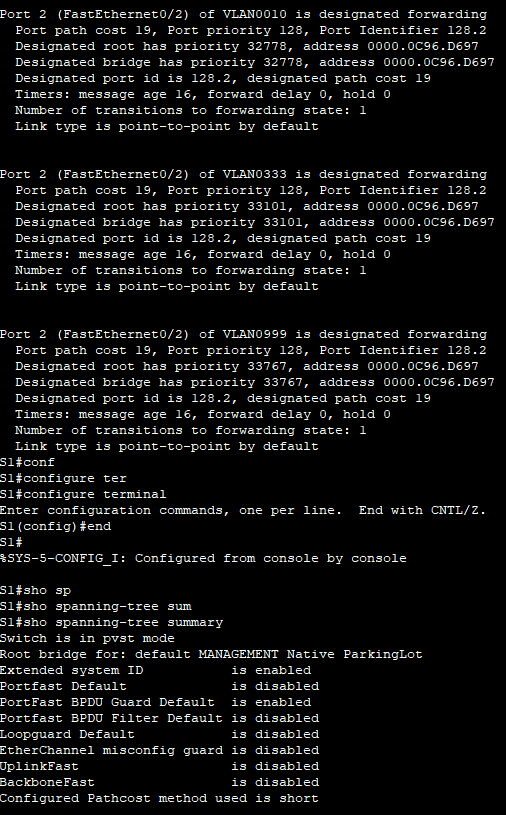 Port 2 (FastEthernet0/2) of VLAN0010 is designated forwarding
Port path cost 19, Port priority 128, Port Identifier 128.2
Designated root has priority 32778, address 0000.0C96.D697
Designated bridge has priority 32778, address 0000.0C96.D697
Designated port id is 128.2, designated path cost 19
Timers: message age 16, forward delay 0, hold 0
Number of transitions to forwarding state: 1
Link type is point-to-point by default
Port 2 (FastEthernet0/2) of VLAN0333 is designated forwarding
Port path cost 19, Port priority 128, Port Identifier 128.2
Designated root has priority 33101, address 0000.0C96.D697
Designated bridge has priority 33101, address 0000.0C96.D697
Designated port id is 128.2, designated path cost 19
Timers: message age 16, forward delay 0, hold 0
Number of transitions to forwarding state: 1
Link type is point-to-point by default
Port 2 (FastEthernet0/2) of VLAN0999 is designated forwarding
Port path cost 19, Port priority 128, Port Identifier 128.2
Designated root has priority 33767, address 0000.0C96.D697
Designated bridge has priority 33767, address 0000.0C96.D697
Designated port id is 128.2, designated path cost 19
Timers: message age 16, forward delay 0, hold 0
Number of transitions to forwarding state: 1
Link type is point-to-point by default
S1#conf
S1#configure ter
S1#configure terminal
Enter configuration commands, one per line.  End with CNTL/Z.
S1(config)#end
S1#
%SYS-5-CONFIG_I: Configured from console by console
S1#sho sp
S1#sho spanning-tree sum
S1#sho spanning-tree summary
Switch is in pvst mode
Root bridge for: default MANAGEMENT Native ParkingLot
Extended system ID           is enabled
Portfast Default             is disabled
PortFast BPDU Guard Default  is enabled
Portfast BPDU Filter Default is disabled
Loopguard Default            is disabled
EtherChannel misconfig guard is disabled
UplinkFast                   is disabled
BackboneFast                 is disabled
Configured Pathcost method used is short